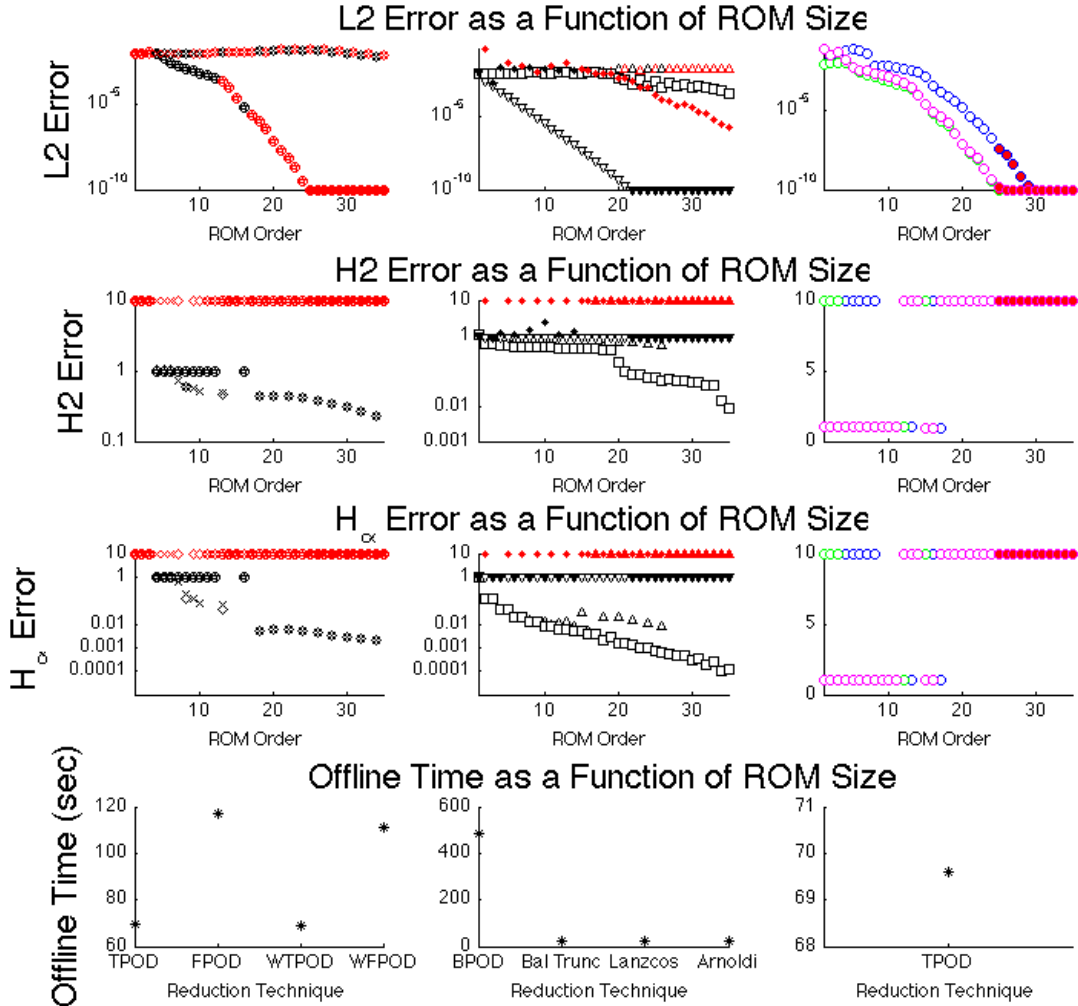 L2 Error as a Function of ROM Size
L2 Error
10^-5
10^-10
10 20 30
ROM Order
10^-5
10^-10
10 20 30
ROM Order
10^-5
10^-10
10 20 30
ROM Order
H2 Error as a Function of ROM Size
H2 Error
10
1
0.1
10 20 30
ROM Order
10
1
0.01
0.001
10 20 30
ROM Order
10
5
0
10 20 30
ROM Order
H_α Error as a Function of ROM Size
H_α Error
10
1
0.01
0.001
0.0001
10 20 30
ROM Order
10
1
0.01
0.001
0.0001
10 20 30
ROM Order
10
5
0
10 20 30
ROM Order
Offline Time as a Function of ROM Size
Offline Time (sec)
120
100
80
60
TPOD FPOD WTPOD WFPOD
Reduction Technique
600
400
200
0
BPOD Bal Trunc Lanzcos Arnoldi
Reduction Technique
71
70
69
68
TPOD
Reduction Technique